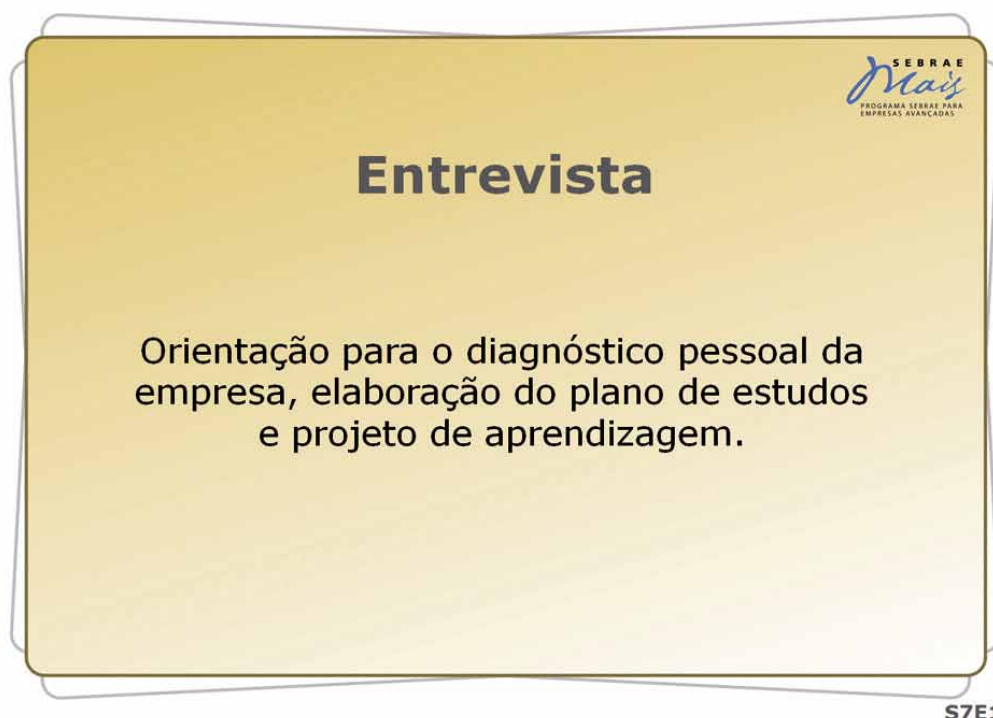 SEBRAE
Mais
PROGRAMA SEBRAE PARA
EMPRESAS AVANÇADAS
Entrevista
Orientação para o diagnóstico pessoal da
empresa, elaboração do plano de estudos
e projeto de aprendizagem.